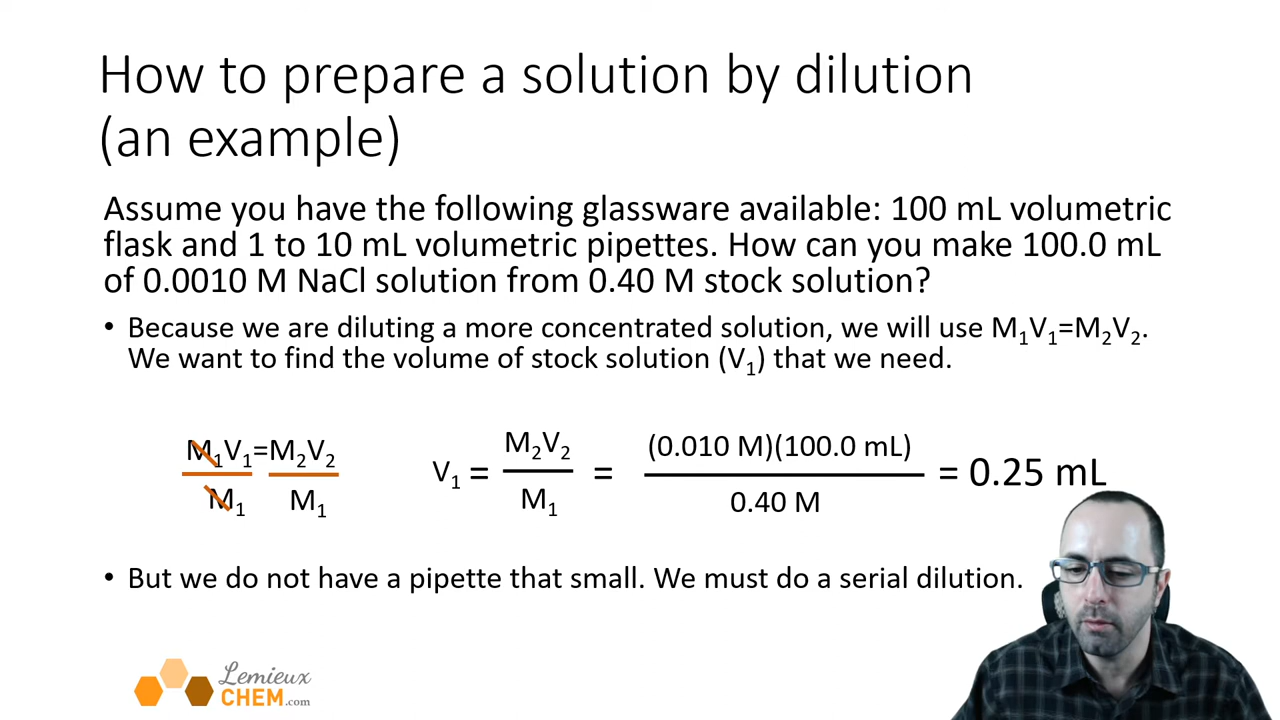 How to prepare a solution by dilution
(an example)
Assume you have the following glassware available: 100 mL volumetric
flask and 1 to 10 mL volumetric pipettes. How can you make 100.0 mL
of 0.0010 M NaCl solution from 0.40 M stock solution?
• Because we are diluting a more concentrated solution, we will use M₁V₁=M₂V₂.
We want to find the volume of stock solution (V₁) that we need.
M₁V₁=M₂V₂
M₁ M₁
V₁ = M₂V₂ / M₁ = (0.010 M)(100.0 mL) / 0.40 M = 0.25 mL
• But we do not have a pipette that small. We must do a serial dilution.
Lemieux
CHEM.com